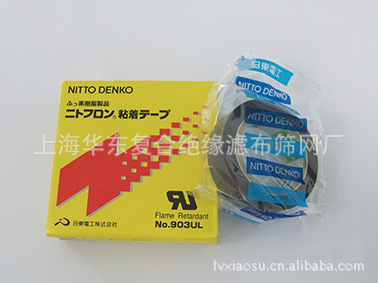 NITTO DENKO
ふっ素樹脂製品
ニトフロン®粘着テープ
上海华东复合绝缘滤布筛网厂
Flame Retardant
No.903UL
日東電工株式会社
日東電工
NITTO DENKO
NITTO DENKO
lvxiaosu.cn.alibaba.com